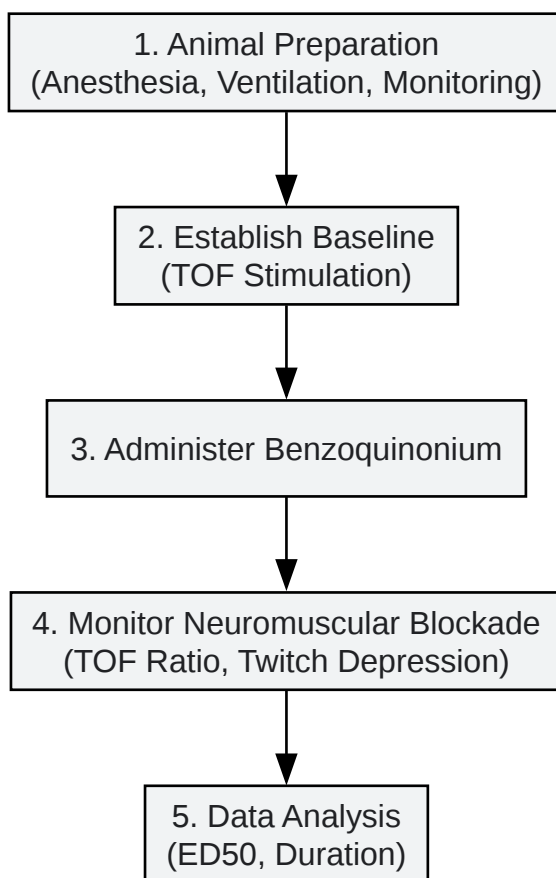 1. Animal Preparation
(Anesthesia, Ventilation, Monitoring)
2. Establish Baseline
(TOF Stimulation)
3. Administer Benzoquinonium
4. Monitor Neuromuscular Blockade
(TOF Ratio, Twitch Depression)
5. Data Analysis
(ED50, Duration)